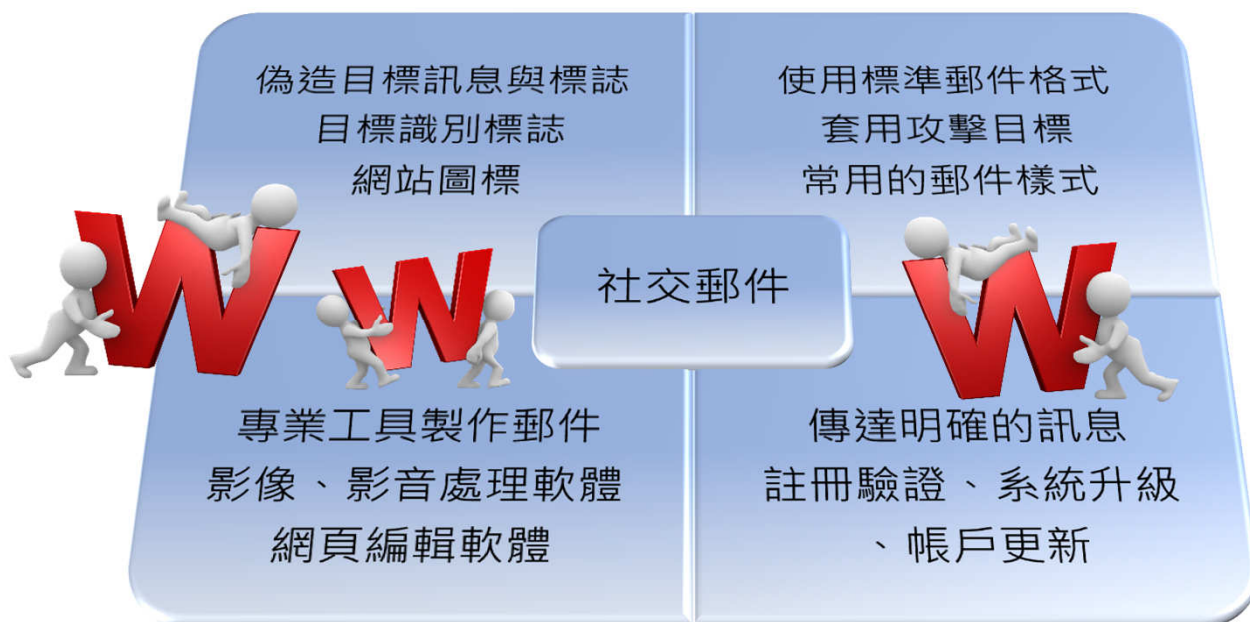 偽造目標訊息與標誌
目標識別標誌
網站圖標
使用標準郵件格式
套用攻擊目標
常用的郵件樣式
社交郵件
W
W
W
專業工具製作郵件
影像、影音處理軟體
網頁編輯軟體
傳達明確的訊息
註冊驗證、系統升級
、帳戶更新